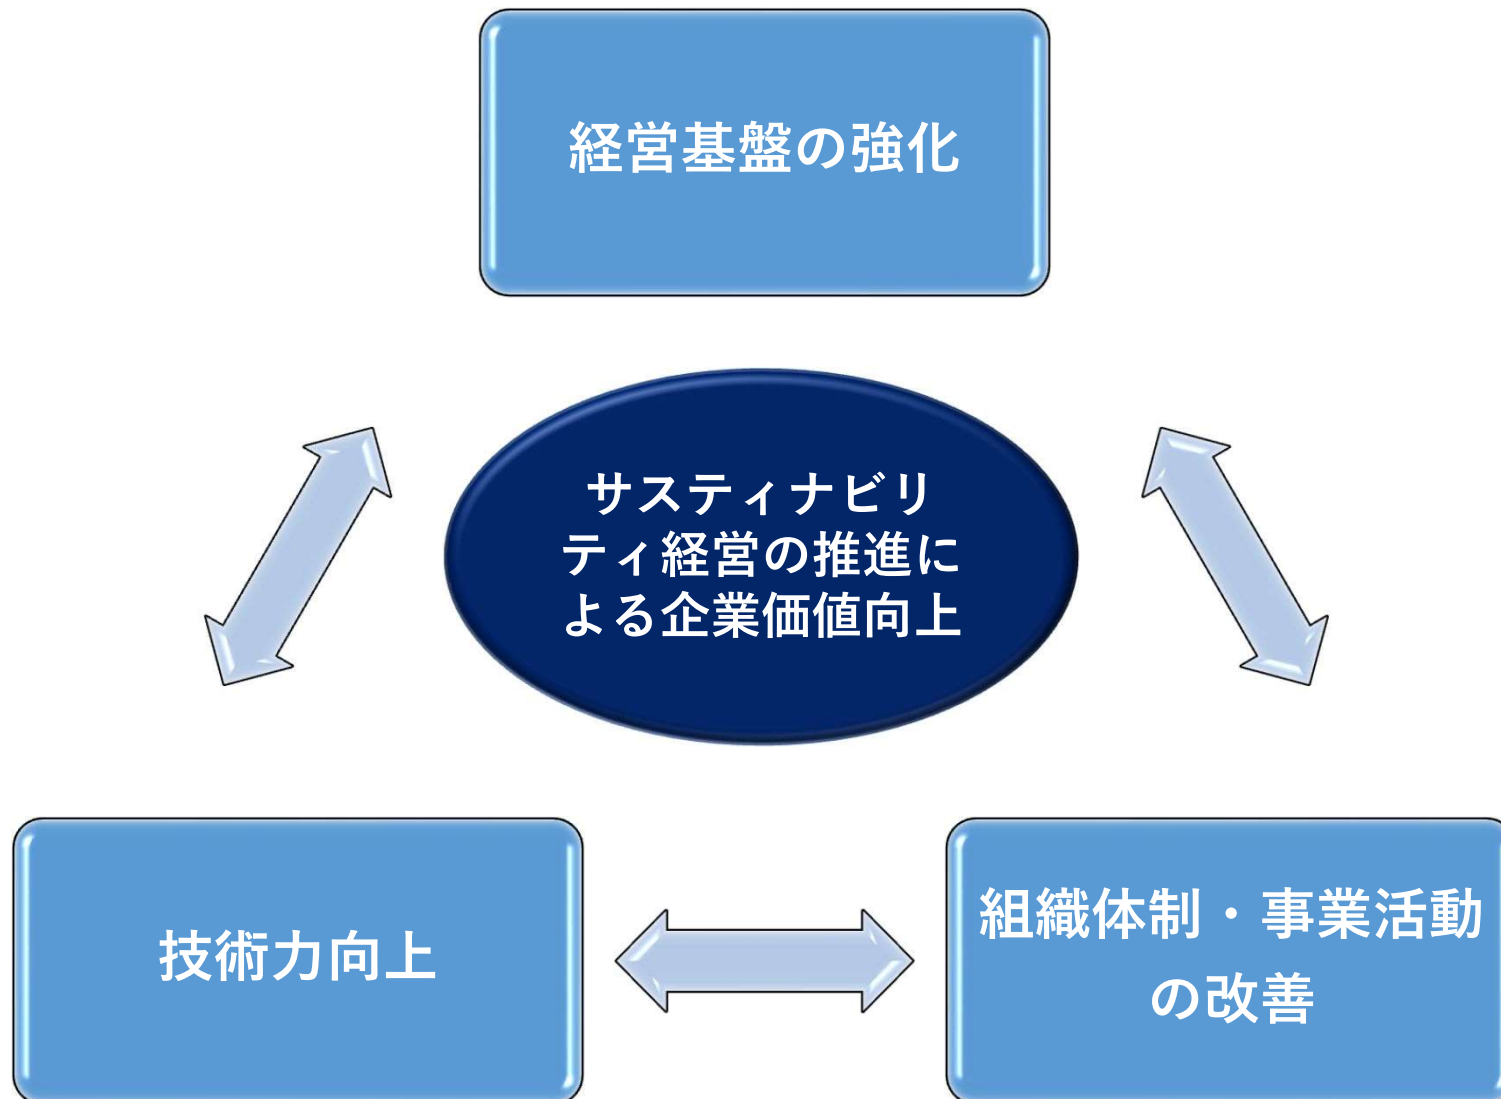 経営基盤の強化
サスティナビリ
ティ経営の推進に
よる企業価値向上
技術力向上
組織体制・事業活動
の改善